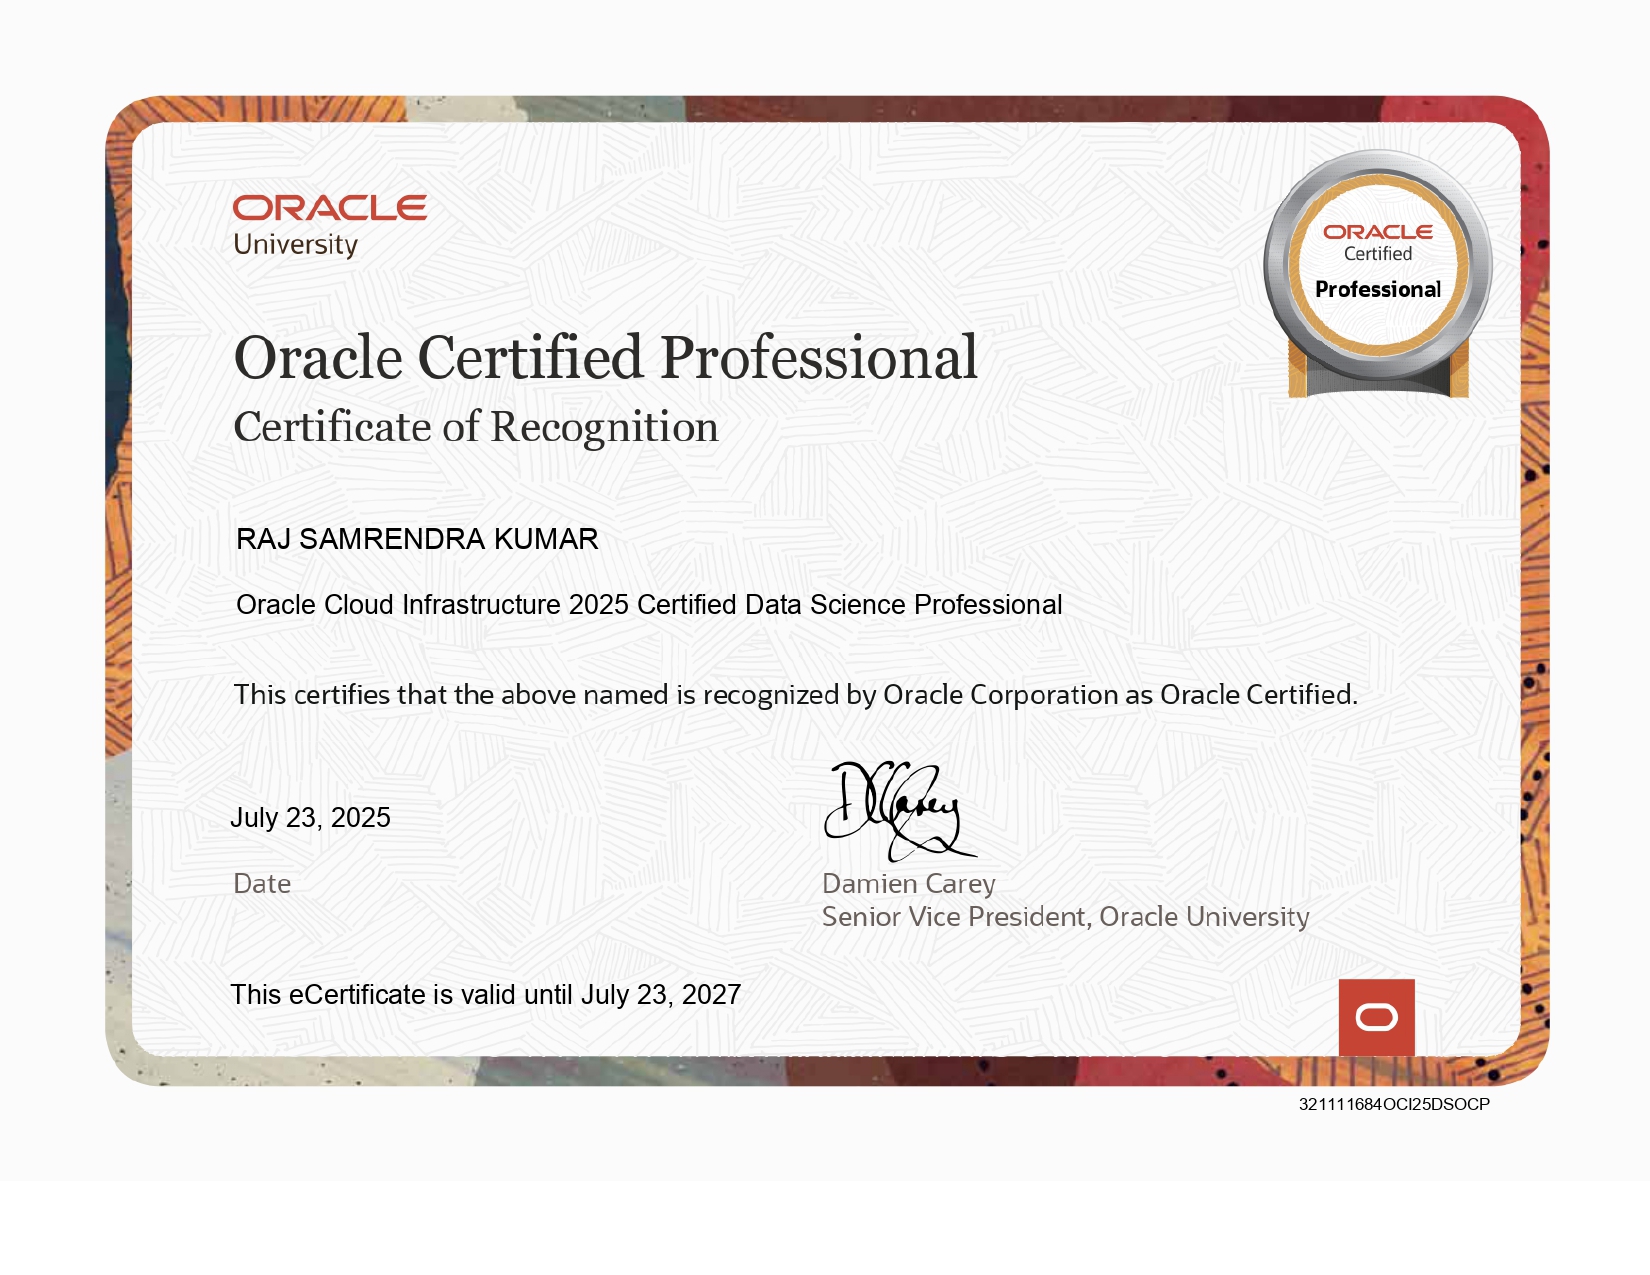 ORACLE
University
ORACLE
Certified
Professional
Oracle Certified Professional
Certificate of Recognition
RAJ SAMRENDRA KUMAR
Oracle Cloud Infrastructure 2025 Certified Data Science Professional
This certifies that the above named is recognized by Oracle Corporation as Oracle Certified.
DCarey
July 23, 2025
Date
Damien Carey
Senior Vice President, Oracle University
This eCertificate is valid until July 23, 2027
321111684OCI25DSOCP